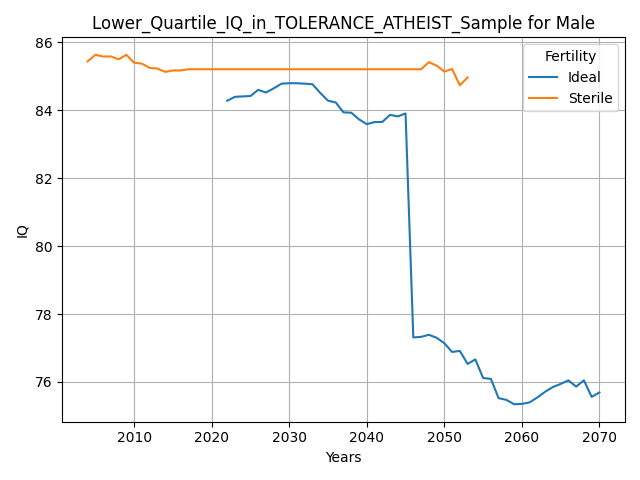 Lower_Quartile_IQ_in_TOLERANCE_ATHEIST_Sample for Male
Fertility
Ideal
Sterile
IQ
86
84
82
80
78
76
2010
2020
2030
2040
2050
2060
2070
Years